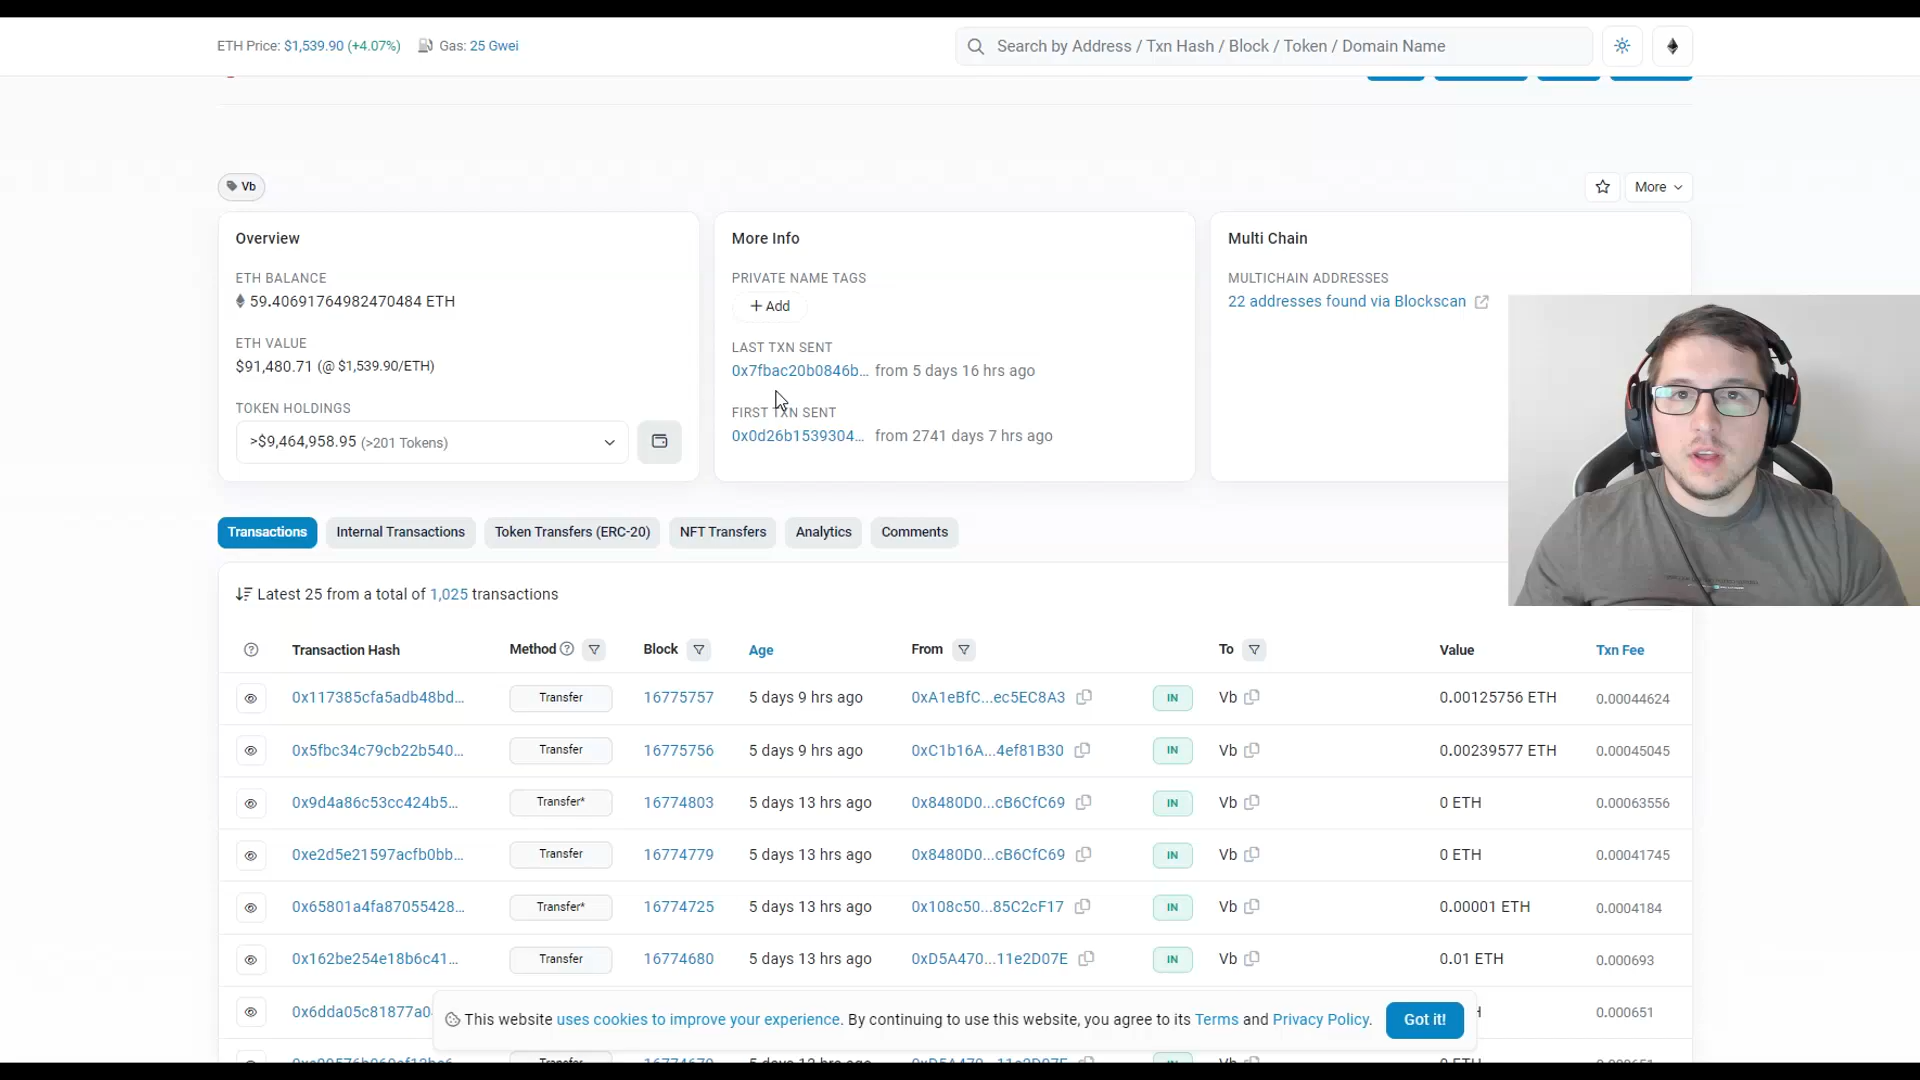 ETH Price: $1,539.90 (+4.07%) Gas: 25 Gwei
Search by Address / Txn Hash / Block / Token / Domain Name
Vb
More
Overview
ETH BALANCE
59.40691764982470484 ETH
ETH VALUE
$91,480.71 (@ $1,539.90/ETH)
TOKEN HOLDINGS
>$9,464,958.95 (>201 Tokens)
More Info
PRIVATE NAME TAGS
+ Add
LAST TXN SENT
0x7fbac20b0846b... from 5 days 16 hrs ago
FIRST TXN SENT
0x0d26b1539304... from 2741 days 7 hrs ago
Multi Chain
MULTICHAIN ADDRESSES
22 addresses found via Blockscan
Transactions Internal Transactions Token Transfers (ERC-20) NFT Transfers Analytics Comments
Latest 25 from a total of 1,025 transactions
Transaction Hash Method Block Age From To Value Txn Fee
0x117385cfa5adb48bd... Transfer 16775757 5 days 9 hrs ago 0xA1eBfC...ec5EC8A3 IN Vb 0.00125756 ETH 0.00044624
0x5fbc34c79cb22b540... Transfer 16775756 5 days 9 hrs ago 0xC1b16A...4ef81B30 IN Vb 0.00239577 ETH 0.00045045
0x9d4a86c53cc424b5... Transfer* 16774803 5 days 13 hrs ago 0x8480D0...cB6CfC69 IN Vb 0 ETH 0.00063556
0xe2d5e21597acfb0bb... Transfer 16774779 5 days 13 hrs ago 0x8480D0...cB6CfC69 IN Vb 0 ETH 0.00041745
0x65801a4fa87055428... Transfer* 16774725 5 days 13 hrs ago 0x108c50...85C2cF17 IN Vb 0.00001 ETH 0.0004184
0x162be254e18b6c41... Transfer 16774680 5 days 13 hrs ago 0xD5A470...11e2D07E IN Vb 0.01 ETH 0.000693
0x6dda05c81877a0 0.000651
This website uses cookies to improve your experience. By continuing to use this website, you agree to its Terms and Privacy Policy. Got it!